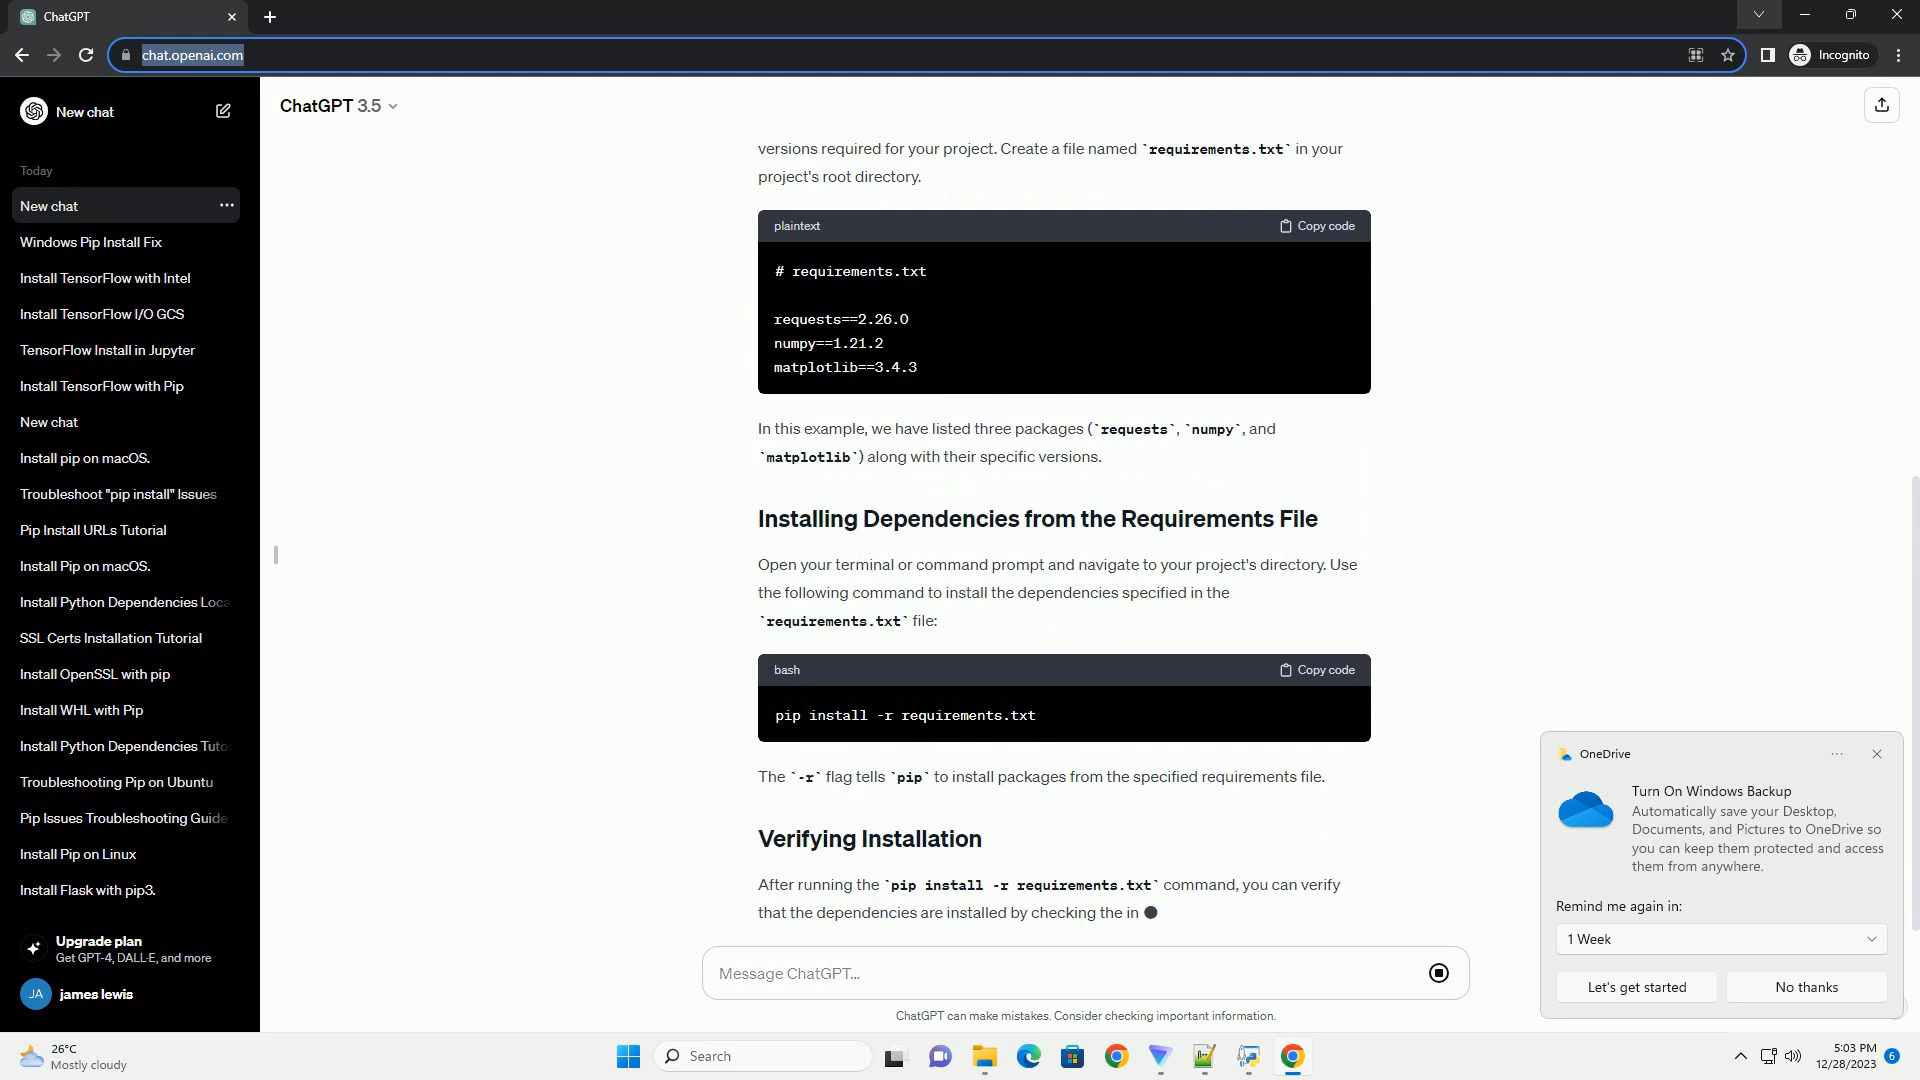 ChatGPT
chat.openai.com
Incognito
New chat
Today
New chat
Windows Pip Install Fix
Install TensorFlow with Intel
Install TensorFlow I/O GCS
TensorFlow Install in Jupyter
Install TensorFlow with Pip
New chat
Install pip on macOS.
Troubleshoot "pip install" Issues
Pip Install URLs Tutorial
Install Pip on macOS.
Install Python Dependencies Loca
SSL Certs Installation Tutorial
Install OpenSSL with pip
Install WHL with Pip
Install Python Dependencies Tuto
Troubleshooting Pip on Ubuntu
Pip Issues Troubleshooting Guide
Install Pip on Linux
Install Flask with pip3.
Upgrade plan
Get GPT-4, DALL·E, and more
JA
james lewis
ChatGPT 3.5
versions required for your project. Create a file named `requirements.txt` in your
project's root directory.
plaintext
Copy code
# requirements.txt
requests==2.26.0
numpy==1.21.2
matplotlib==3.4.3
In this example, we have listed three packages (`requests`, `numpy`, and
`matplotlib`) along with their specific versions.
Installing Dependencies from the Requirements File
Open your terminal or command prompt and navigate to your project's directory. Use
the following command to install the dependencies specified in the
`requirements.txt` file:
bash
Copy code
pip install -r requirements.txt
The `-r` flag tells `pip` to install packages from the specified requirements file.
Verifying Installation
After running the `pip install -r requirements.txt` command, you can verify
that the dependencies are installed by checking the in
Message ChatGPT...
ChatGPT can make mistakes. Consider checking important information.
OneDrive
Turn On Windows Backup
Automatically save your Desktop,
Documents, and Pictures to OneDrive so
you can keep them protected and access
them from anywhere.
Remind me again in:
1 Week
Let's get started
No thanks
26°C
Mostly cloudy
Search
5:03 PM
12/28/2023
6